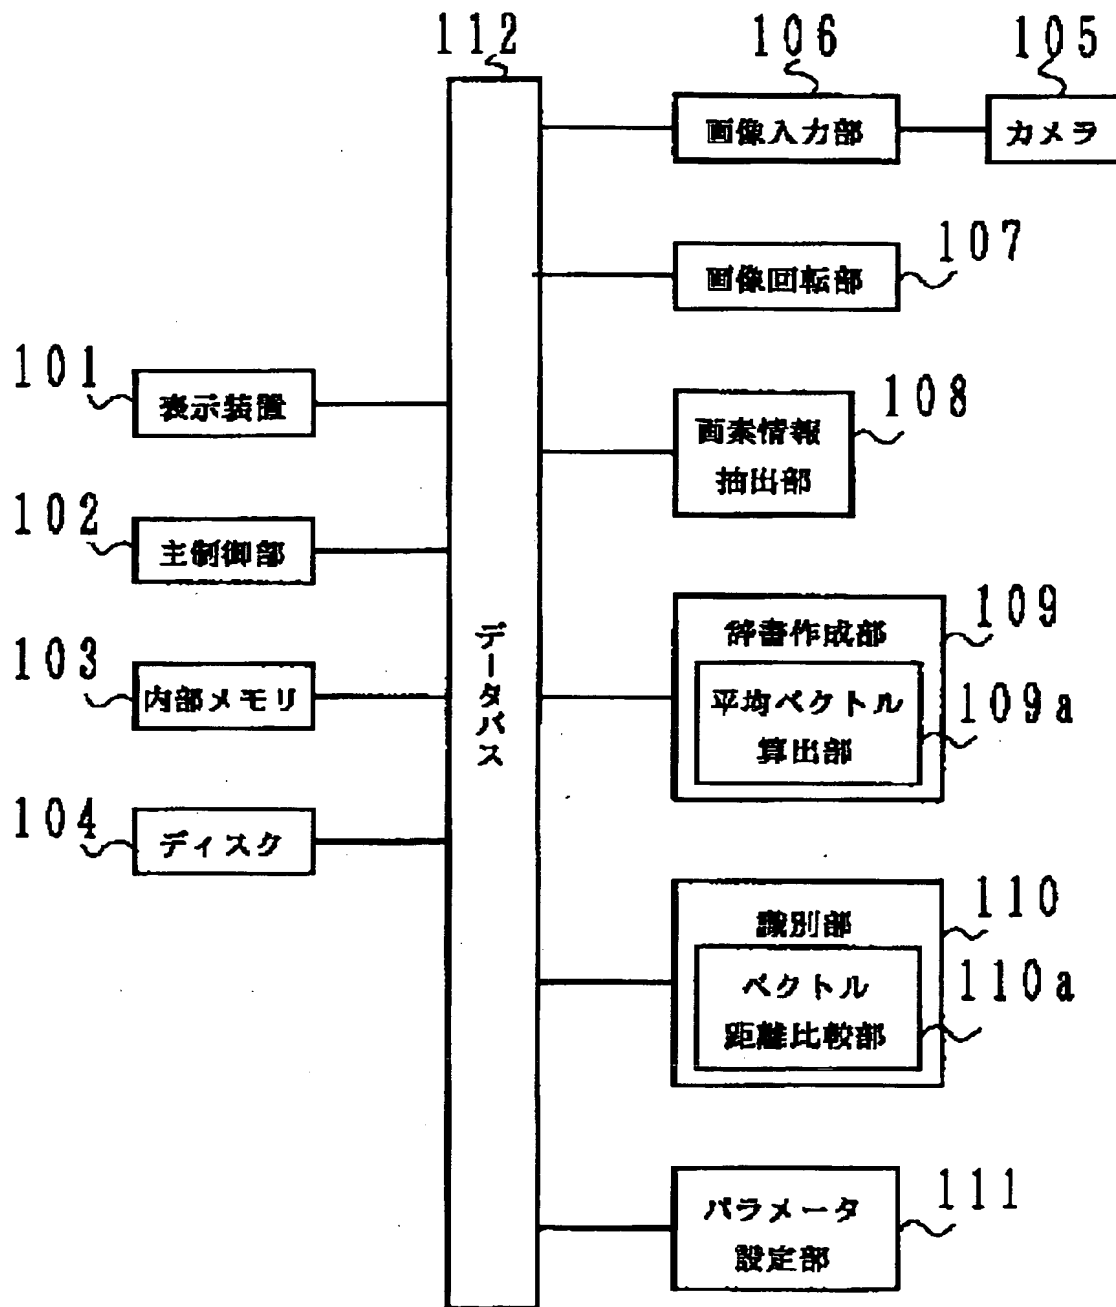 112
106
105
画像入力部
カメラ
107
画像回転部
101
表示装置
108
画素情報
抽出部
102
主制御部
109
辞書作成部
データバス
103
内部メモリ
109a
平均ベクトル
算出部
104
ディスク
110
識別部
110a
ベクトル
距離比較部
111
パラメータ
設定部